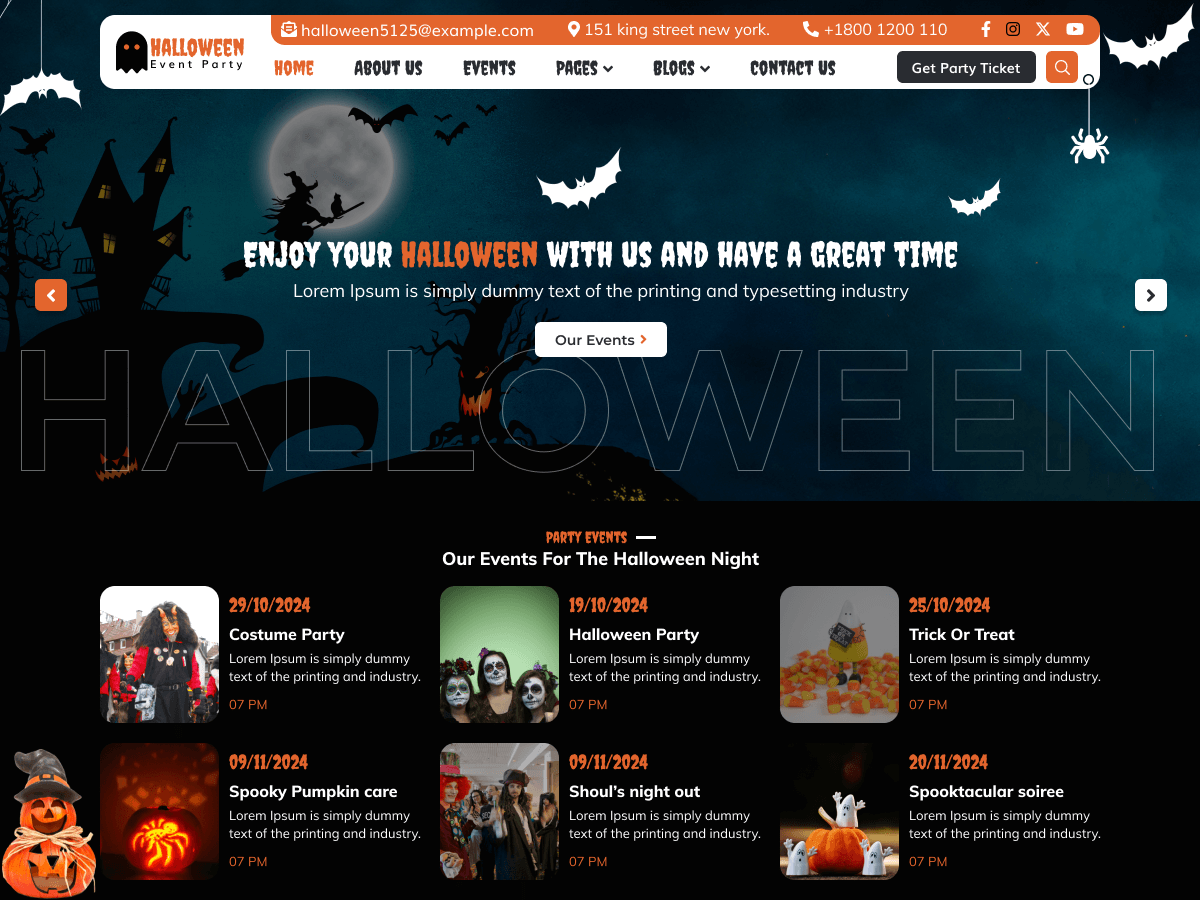 halloween5125@example.com 151 king street new york. +1800 1200 110
HALLOWEEN
Event Party
HOME ABOUT US EVENTS PAGES BLOGS CONTACT US Get Party Ticket
ENJOY YOUR HALLOWEEN WITH US AND HAVE A GREAT TIME
Lorem Ipsum is simply dummy text of the printing and typesetting industry
Our Events
HALLOWEEN
PARTY EVENTS
Our Events For The Halloween Night
29/10/2024
Costume Party
Lorem Ipsum is simply dummy
text of the printing and industry.
07 PM
19/10/2024
Halloween Party
Lorem Ipsum is simply dummy
text of the printing and industry.
07 PM
25/10/2024
Trick Or Treat
Lorem Ipsum is simply dummy
text of the printing and industry.
07 PM
09/11/2024
Spooky Pumpkin care
Lorem Ipsum is simply dummy
text of the printing and industry.
07 PM
09/11/2024
Shoul's night out
Lorem Ipsum is simply dummy
text of the printing and industry.
07 PM
20/11/2024
Spooktacular soiree
Lorem Ipsum is simply dummy
text of the printing and industry.
07 PM